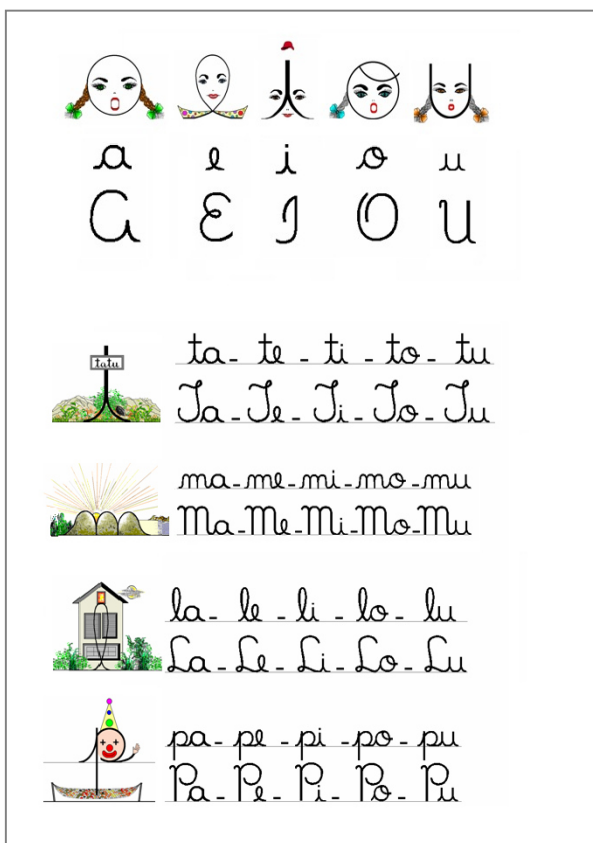 a e i o u
a E I O U
tatu
ta - te - ti - to - tu
Ta - Te - Ti - To - Tu
ma - me - mi - mo - mu
Ma - Me - Mi - Mo - Mu
la - le - li - lo - lu
La - Le - Li - Lo - Lu
pa - pe - pi - po - pu
Pa - Pe - Pi - Po - Pu